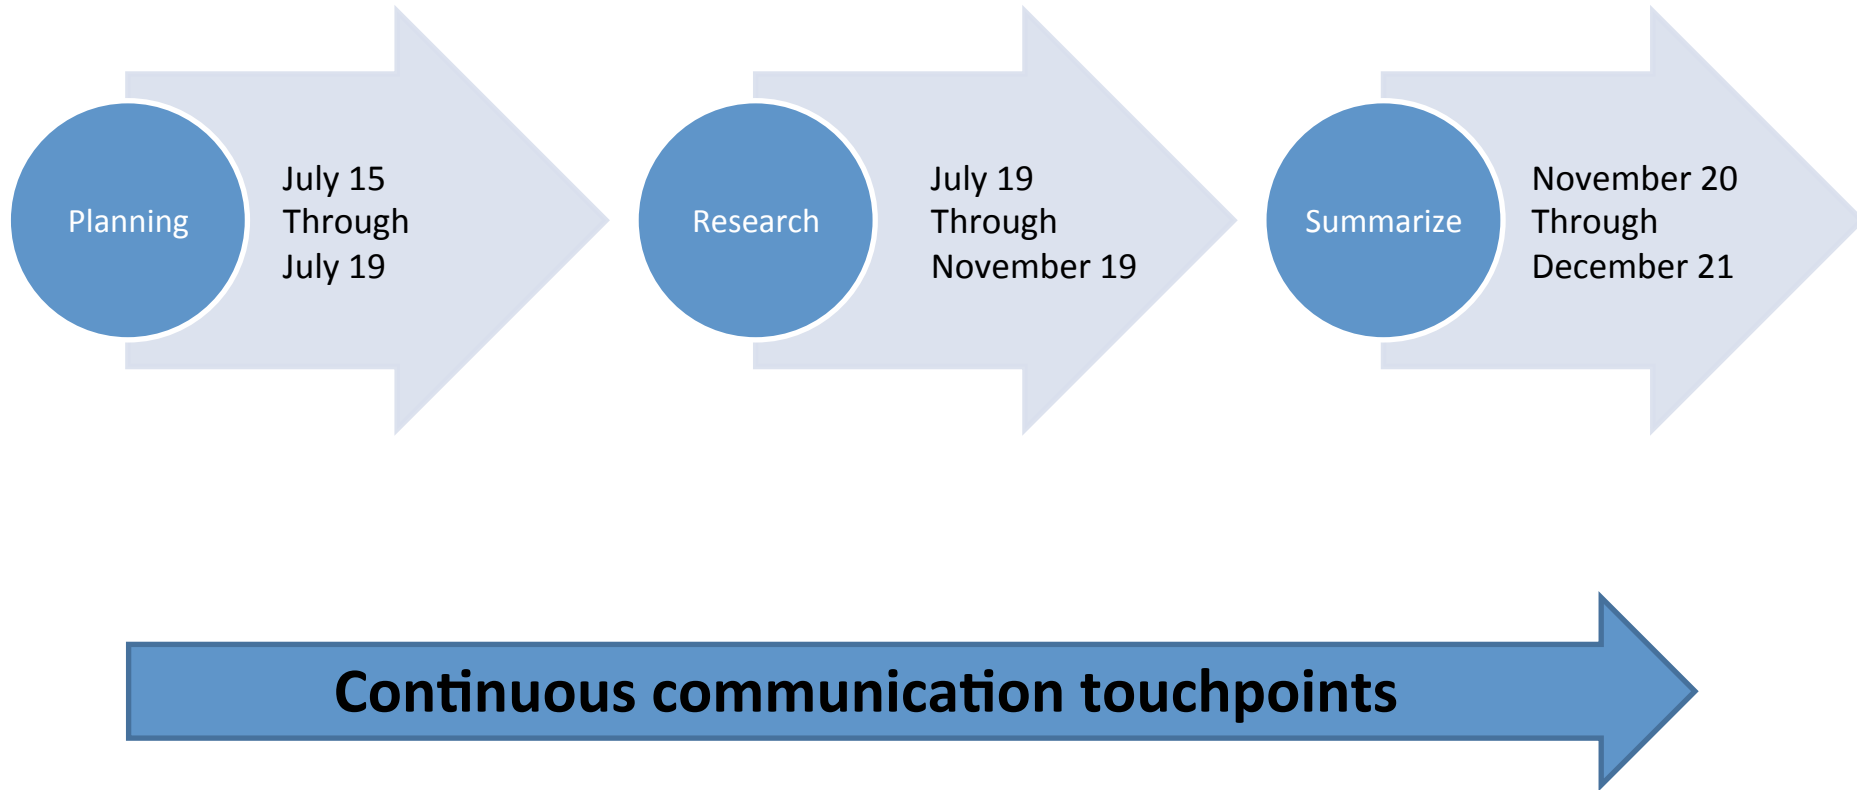 Planning
July 15
Through
July 19
Research
July 19
Through
November 19
Summarize
November 20
Through
December 21
Continuous communication touchpoints